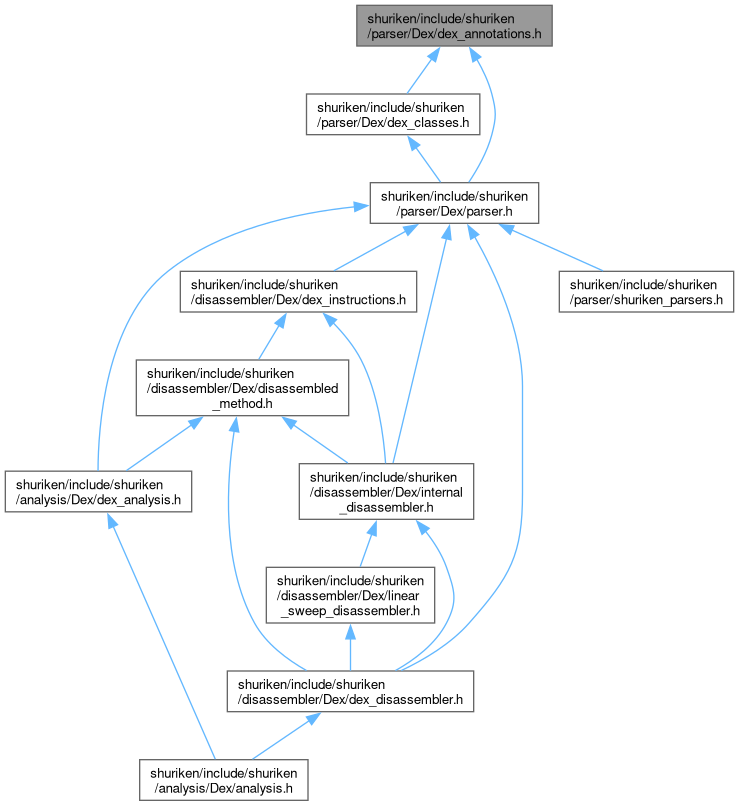 shuriken/include/shuriken
/parser/Dex/dex_annotations.h
shuriken/include/shuriken
/parser/Dex/dex_classes.h
shuriken/include/shuriken
/parser/Dex/parser.h
shuriken/include/shuriken
/disassembler/Dex/dex_instructions.h
shuriken/include/shuriken
/parser/shuriken_parsers.h
shuriken/include/shuriken
/disassembler/Dex/disassembled
_method.h
shuriken/include/shuriken
/analysis/Dex/dex_analysis.h
shuriken/include/shuriken
/disassembler/Dex/internal
_disassembler.h
shuriken/include/shuriken
/disassembler/Dex/linear
_sweep_disassembler.h
shuriken/include/shuriken
/disassembler/Dex/dex_disassembler.h
shuriken/include/shuriken
/analysis/Dex/analysis.h